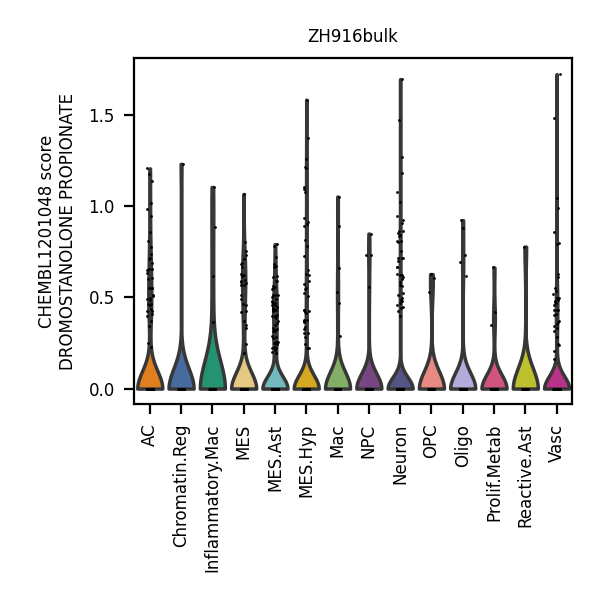 ZH916bulk
CHEMBL1201048 score
DROMOSTANOLONE PROPIONATE
1.5
1.0
0.5
0.0
AC
Chromatin.Reg
Inflammatory.Mac
MES
MES.Ast
MES.Hyp
Mac
NPC
Neuron
OPC
Oligo
Prolif.Metab
Reactive.Ast
Vasc